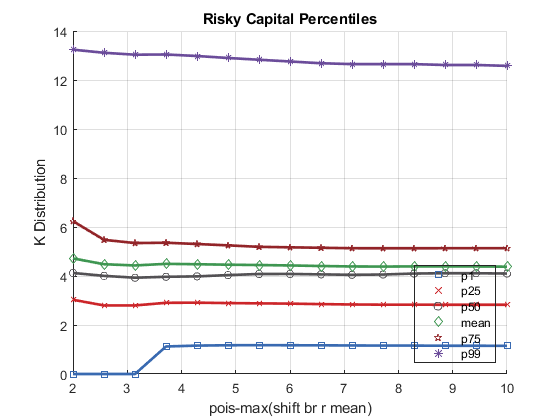 Risky Capital Percentiles
14
12
10
8
6
4
2
0
K Distribution
p1
p25
p50
mean
p75
p99
2 3 4 5 6 7 8 9 10
pois-max(shift br r mean)